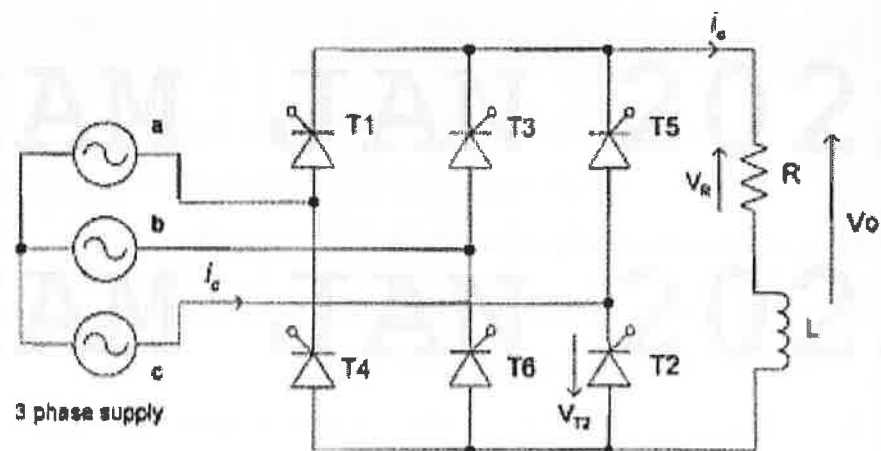 i_o
a
T1
T3
T5
V_R
R
Vo
b
i_c
L
T4
T6
T2
V_T2
c
3 phase supply